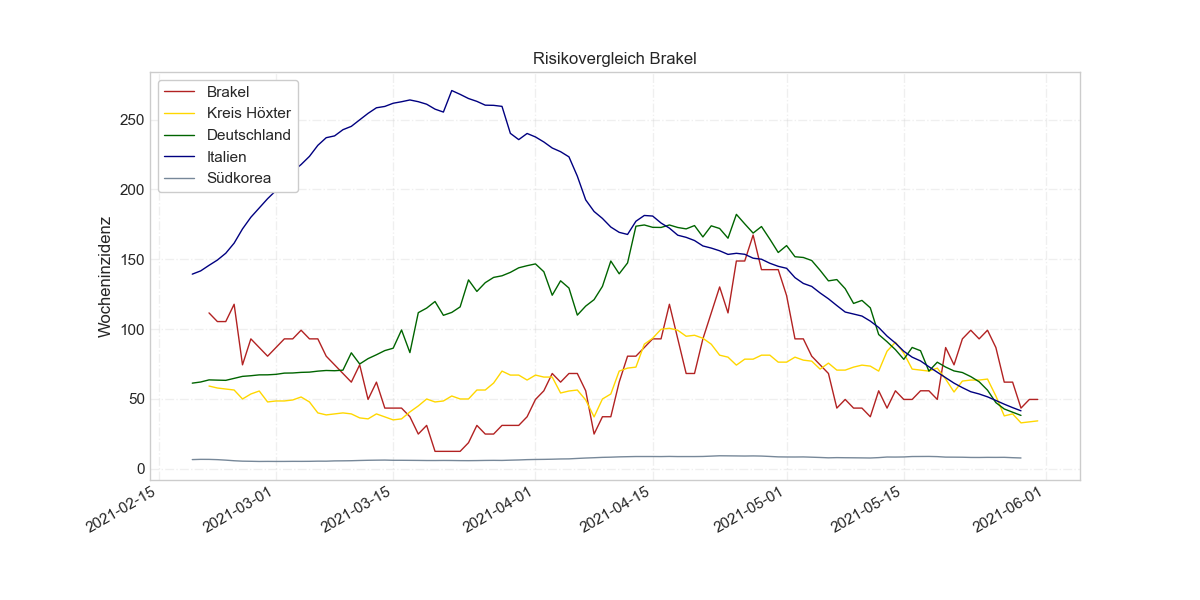 Risikovergleich Brakel
Brakel
Kreis Höxter
Deutschland
Italien
Südkorea
Wocheninzidenz
250
200
150
100
50
0
2021-02-15
2021-03-01
2021-03-15
2021-04-01
2021-04-15
2021-05-01
2021-05-15
2021-06-01